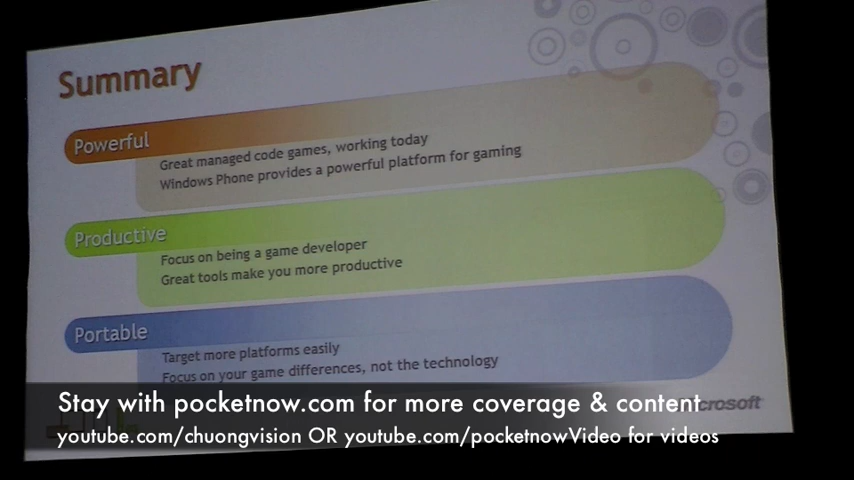 Summary
Powerful
Great managed code games, working today
Windows Phone provides a powerful platform for gaming
Productive
Focus on being a game developer
Great tools make you more productive
Portable
Target more platforms easily
Focus on your game differences, not the technology
Stay with pocketnow.com for more coverage & content
Microsoft
youtube.com/chuongvision OR youtube.com/pocketnowVideo for videos